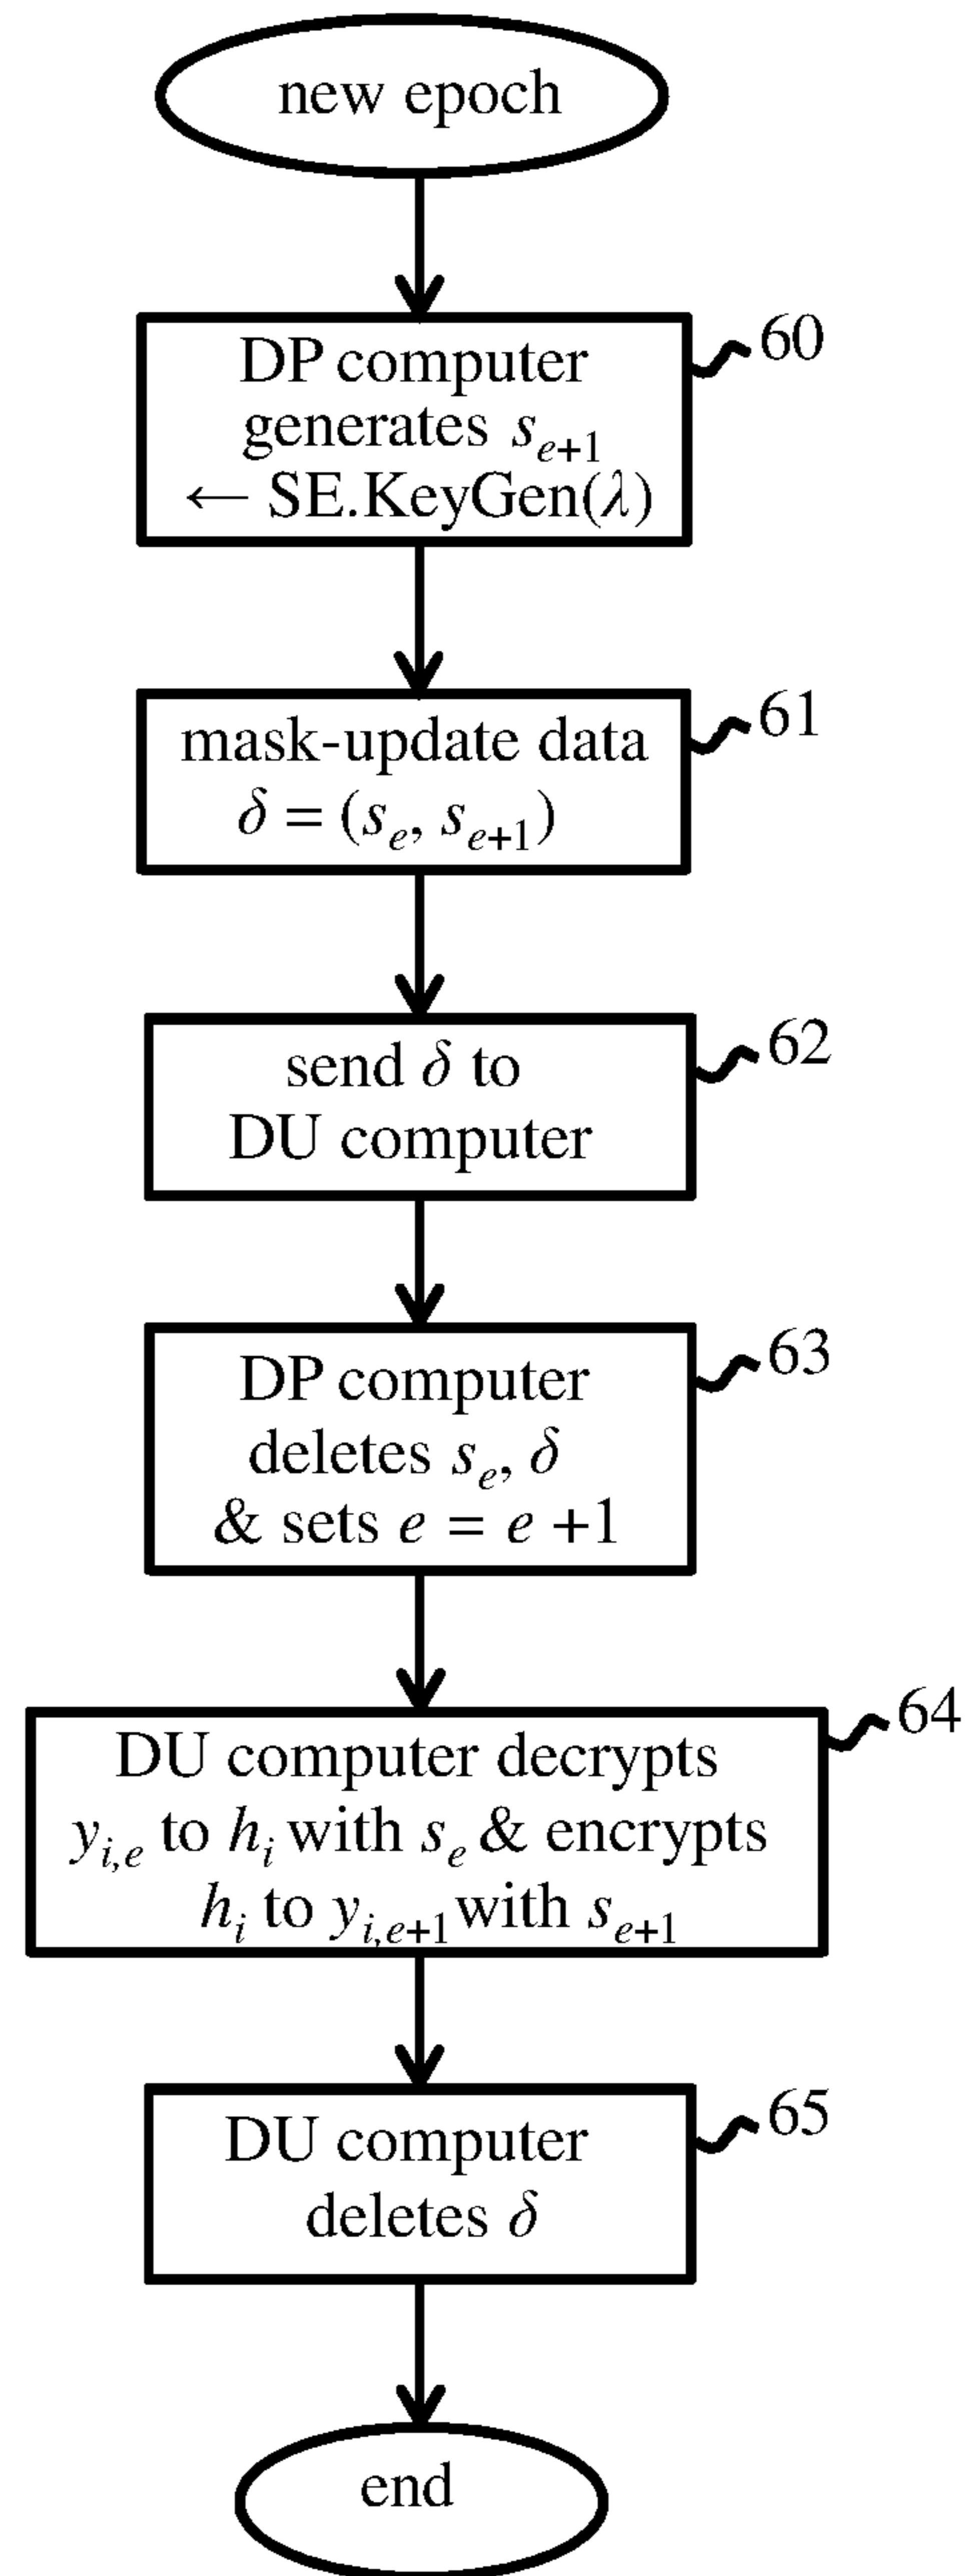 new epoch
DP computer
generates s_{e+1}
← SE.KeyGen(λ)
60
mask-update data
δ = (s_e, s_{e+1})
61
send δ to
DU computer
62
DP computer
deletes s_e, δ
& sets e = e +1
63
DU computer decrypts
y_{i,e} to h_i with s_e & encrypts
h_i to y_{i,e+1} with s_{e+1}
64
DU computer
deletes δ
65
end